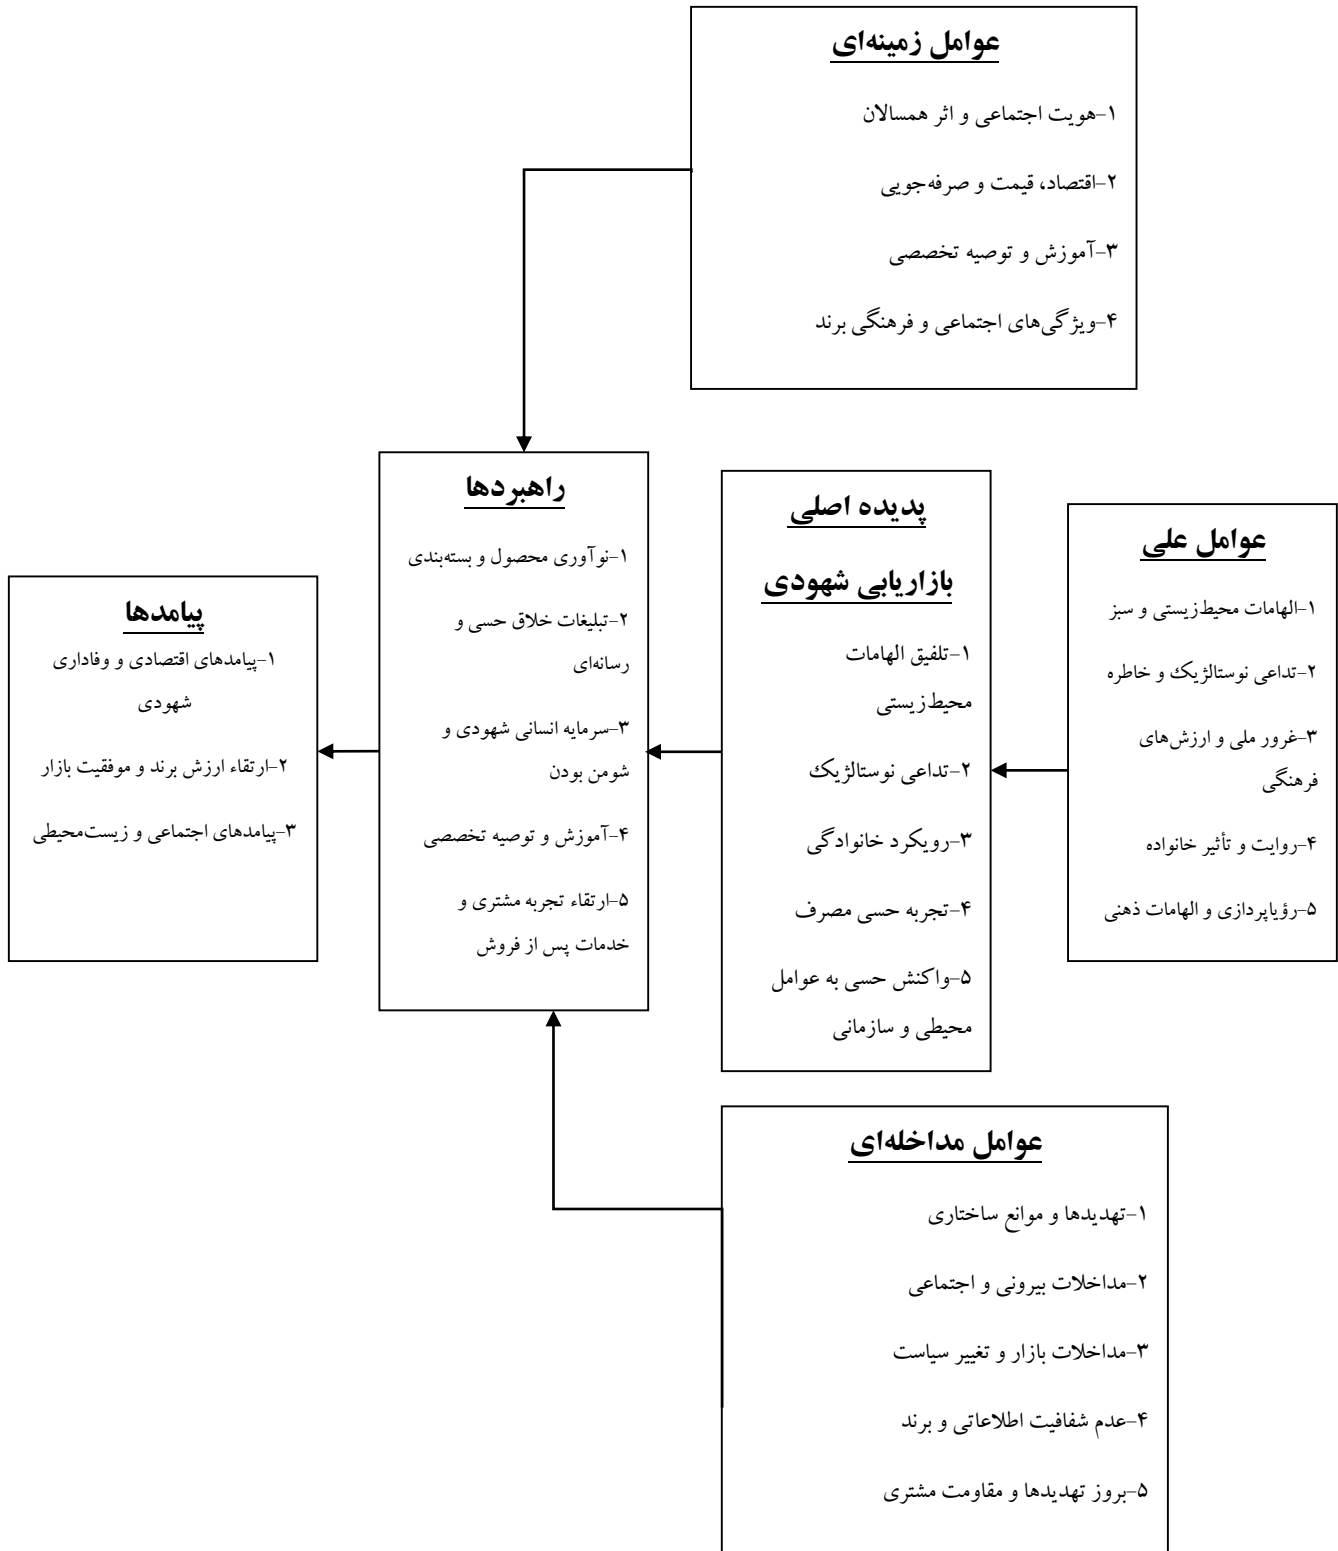 عوامل زمینه‌ای
۱-هویت اجتماعی و اثر همسالان
۲-اقتصاد، قیمت و صرفه‌جویی
۳-آموزش و توصیه تخصصی
۴-ویژگی‌های اجتماعی و فرهنگی برند
عوامل علی
۱-الهامات محیط‌زیستی و سبز
۲-تداعی نوستالژیک و خاطره
۳-غرور ملی و ارزش‌های
فرهنگی
۴-روایت و تأثیر خانواده
۵-رؤیاپردازی و الهامات ذهنی
پدیده اصلی
بازاریابی شهودی
۱-تلفیق الهامات
محیط‌زیستی
۲-تداعی نوستالژیک
۳-رویکرد خانوادگی
۴-تجربه حسی مصرف
۵-واکنش حسی به عوامل
محیطی و سازمانی
راهبردها
۱-نوآوری محصول و بسته‌بندی
۲-تبلیغات خلاق حسی و
رسانه‌ای
۳-سرمایه انسانی شهودی و
شومن بودن
۴-آموزش و توصیه تخصصی
۵-ارتقاء تجربه مشتری و
خدمات پس از فروش
پیامدها
۱-پیامدهای اقتصادی و وفاداری
شهودی
۲-ارتقاء ارزش برند و موفقیت بازار
۳-پیامدهای اجتماعی و زیست‌محیطی
عوامل مداخله‌ای
۱-تهدیدها و موانع ساختاری
۲-مداخلات بیرونی و اجتماعی
۳-مداخلات بازار و تغییر سیاست
۴-عدم شفافیت اطلاعاتی و برند
۵-بروز تهدیدها و مقاومت مشتری